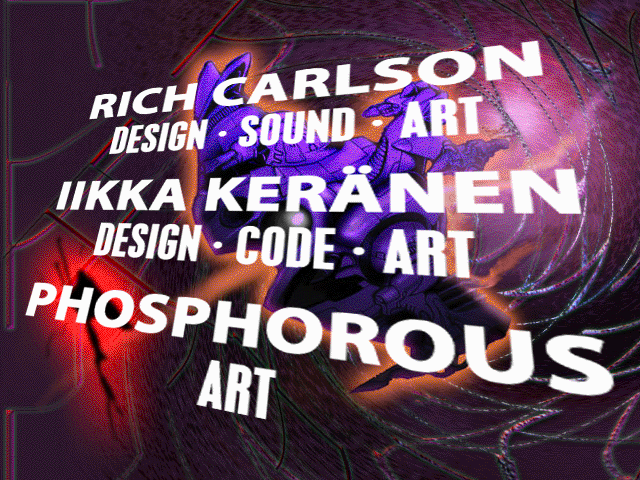 RICH CARLSON
DESIGN · SOUND · ART
IIKKA KERÄNEN
DESIGN · CODE · ART
PHOSPHOROUS
ART